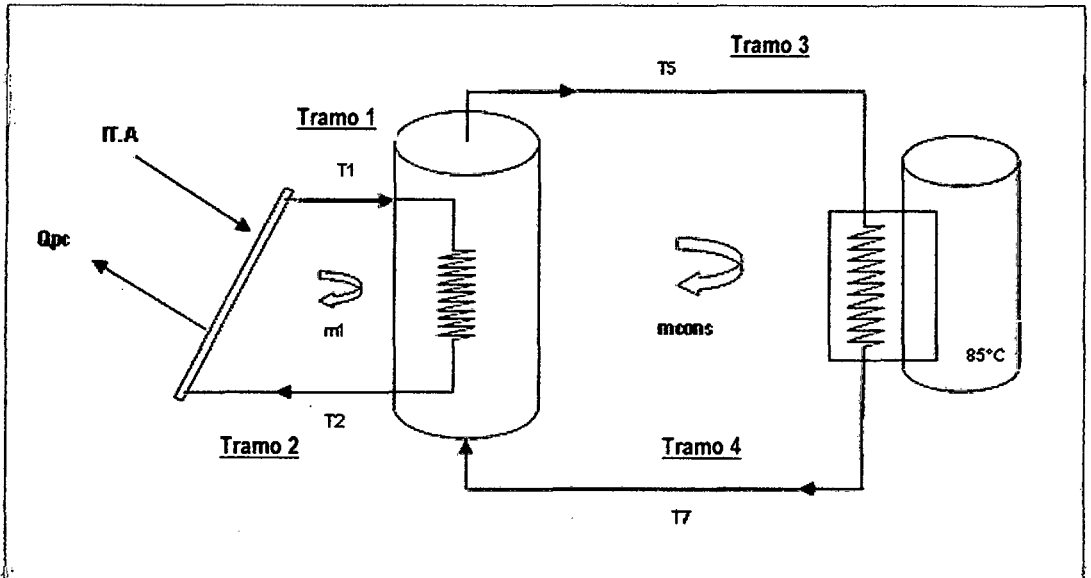 Tramo 3
T5
Tramo 1
IT.A
T1
Qpc
m1
mcons
85°C
T2
Tramo 2
Tramo 4
T7